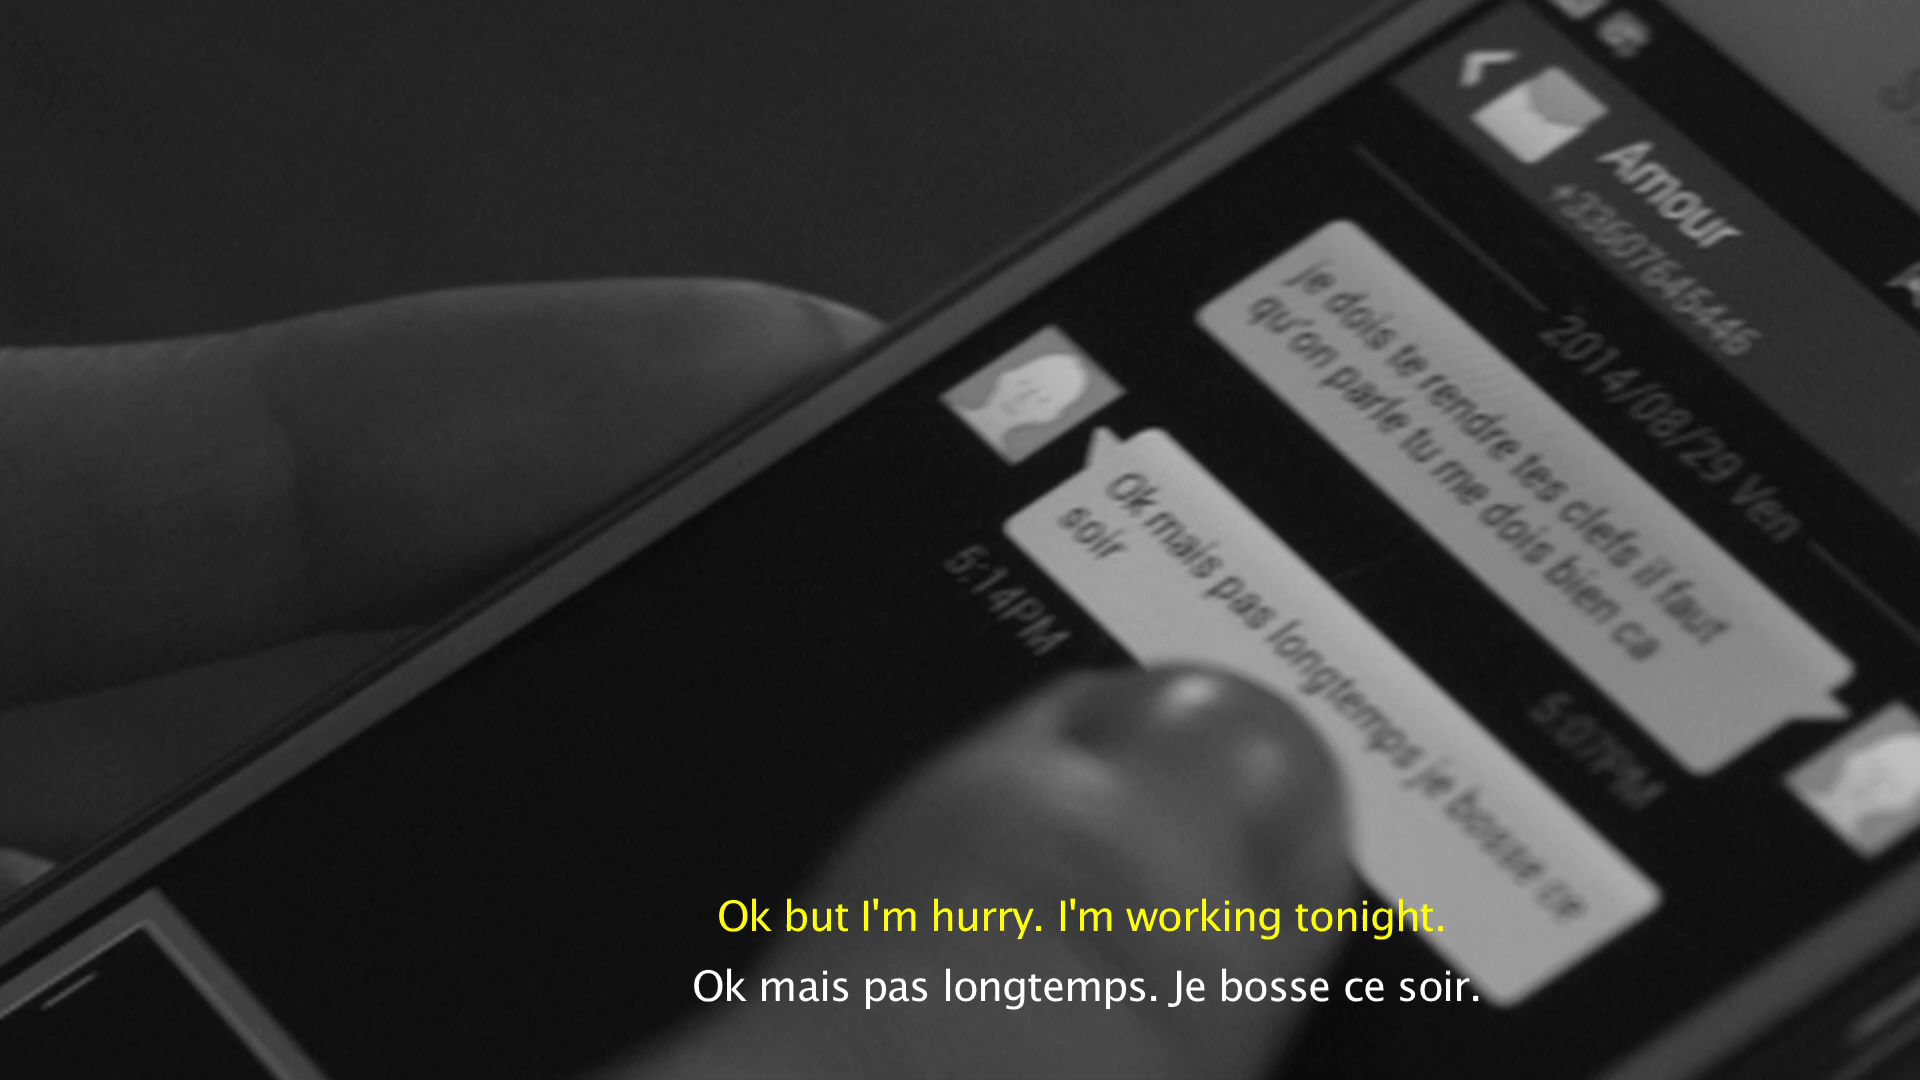 Amour
+33607645446
2014/08/29 Ven
je dois te rendre tes clefs il faut
qu'on parle tu me dois bien ca
5:07PM
Ok mais pas longtemps je bosse ce
soir
5:14PM
Ok but I'm hurry. I'm working tonight.
Ok mais pas longtemps. Je bosse ce soir.